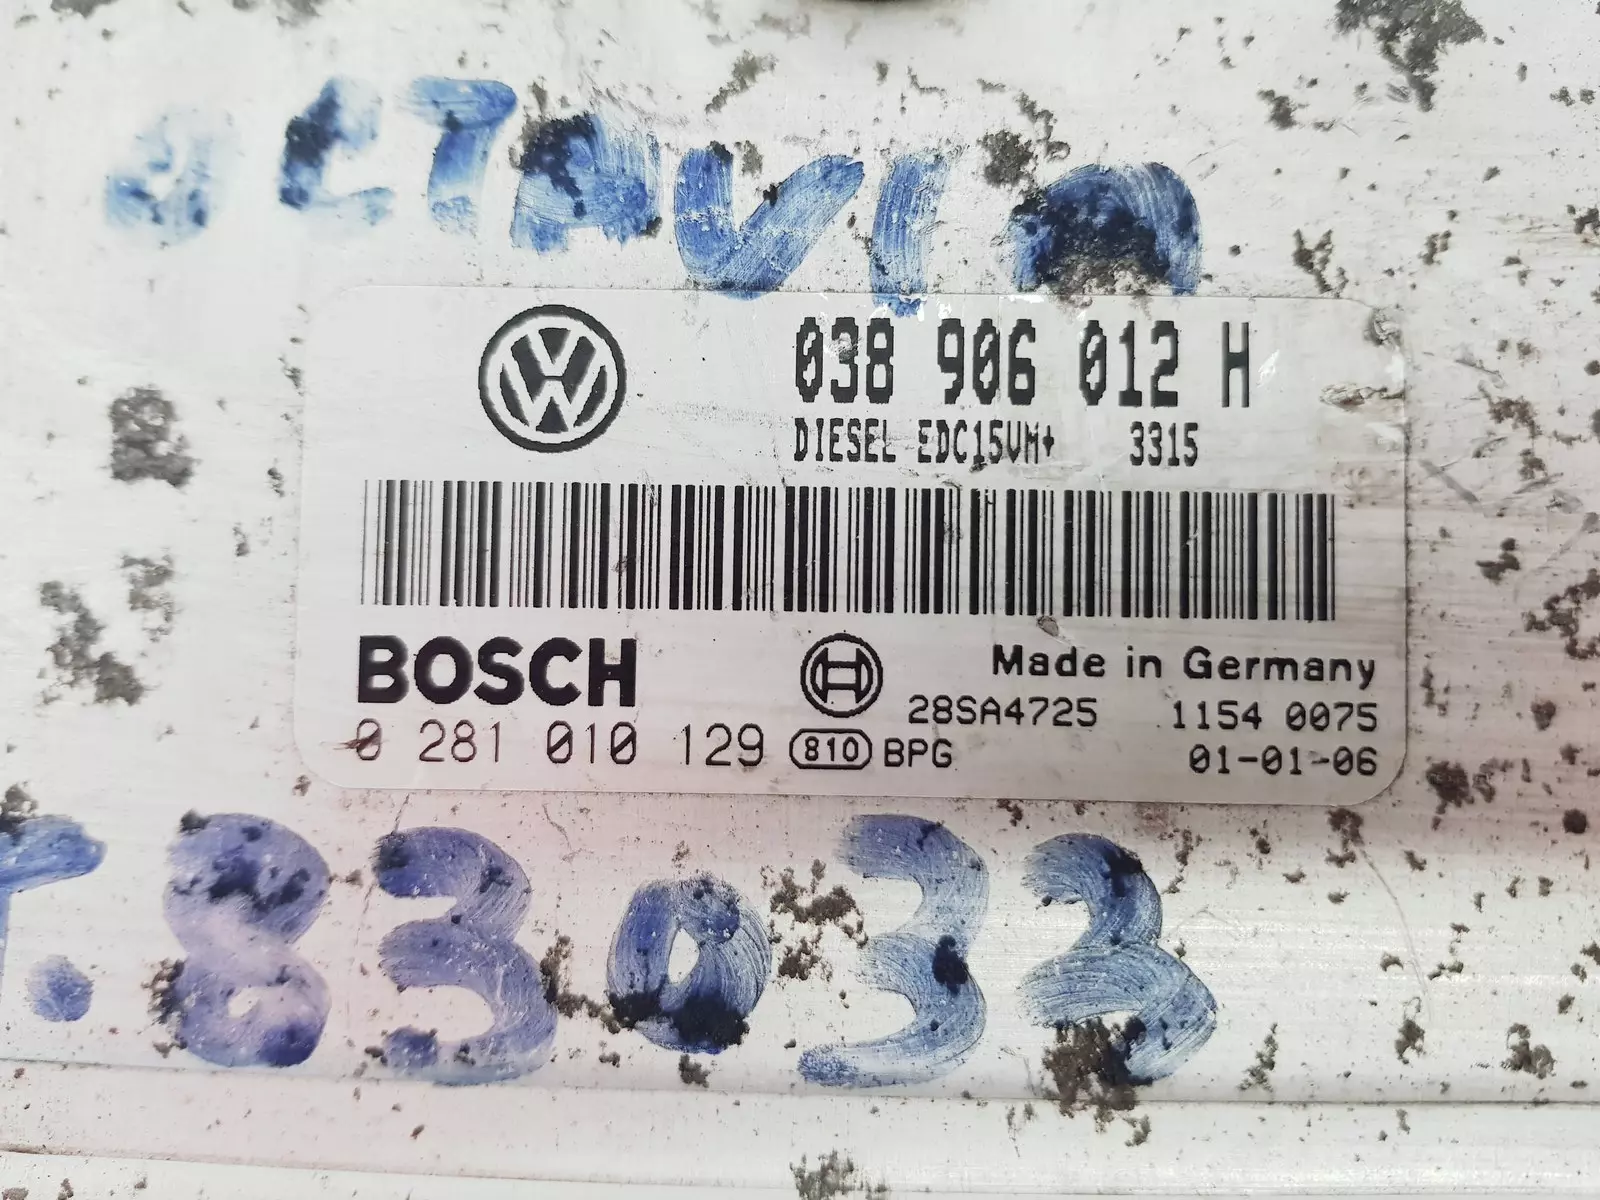 OCTAVIA
038 906 012 H
DIESEL EDC15VM+ 3315
BOSCH
Made in Germany
28SA4725 1154 0075
0 281 010 129 810 BPG 01-01-06
T.83033